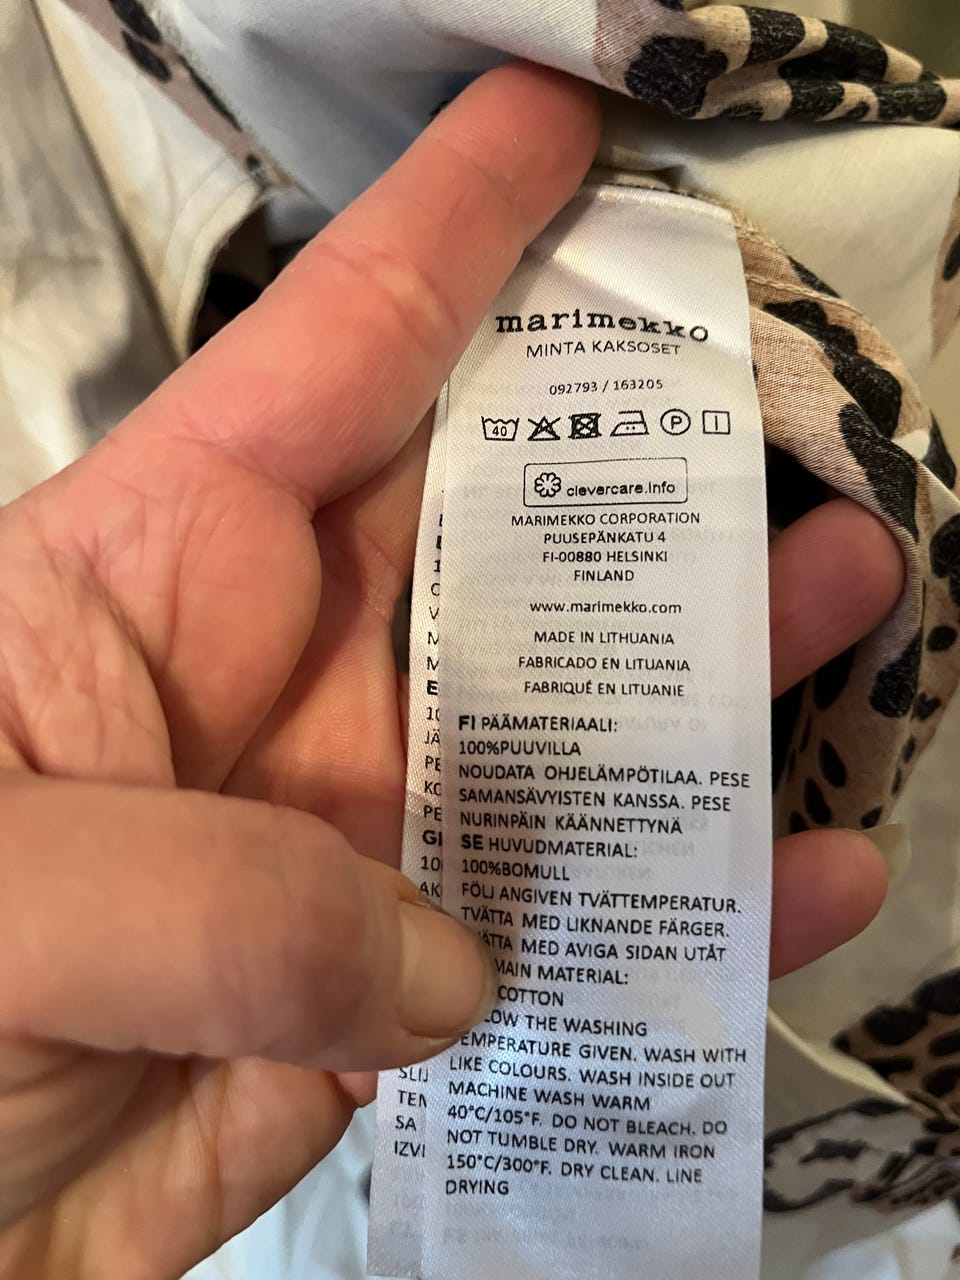 marimekko
MINTA KAKSOSET
092793 / 163205
40 P
clevercare.info
MARIMEKKO CORPORATION
PUUSEPÄNKATU 4
FI-00880 HELSINKI
FINLAND
www.marimekko.com
MADE IN LITHUANIA
FABRICADO EN LITUANIA
FABRIQUÉ EN LITUANIE
FI PÄÄMATERIAALI:
100%PUUVILLA
NOUDATA OHJELÄMPÖTILAA. PESE
SAMANSÄVYISTEN KANSSA. PESE
NURINPÄIN KÄÄNNETTYNÄ
SE HUVUDMATERIAL:
100%BOMULL
FÖLJ ANGIVEN TVÄTTEMPERATUR.
TVÄTTA MED LIKNANDE FÄRGER.
MED AVIGA SIDAN UTÅT
MAIN MATERIAL:
COTTON
THE WASHING
TEMPERATURE GIVEN. WASH WITH
LIKE COLOURS. WASH INSIDE OUT
MACHINE WASH WARM
40°C/105°F. DO NOT BLEACH. DO
NOT TUMBLE DRY. WARM IRON
150°C/300°F. DRY CLEAN. LINE
DRYING